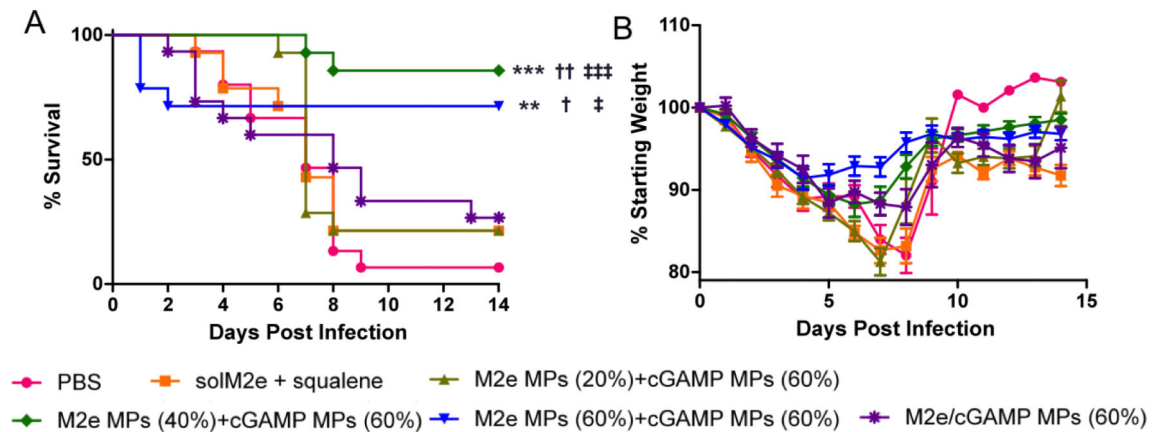 A
% Survival
100
50
0
0 2 4 6 8 10 12 14
Days Post Infection
*** †† ‡‡‡
** † ‡
B
% Starting Weight
110
100
90
80
0 5 10 15
Days Post Infection
PBS
solM2e + squalene
M2e MPs (20%)+cGAMP MPs (60%)
M2e MPs (40%)+cGAMP MPs (60%)
M2e MPs (60%)+cGAMP MPs (60%)
M2e/cGAMP MPs (60%)